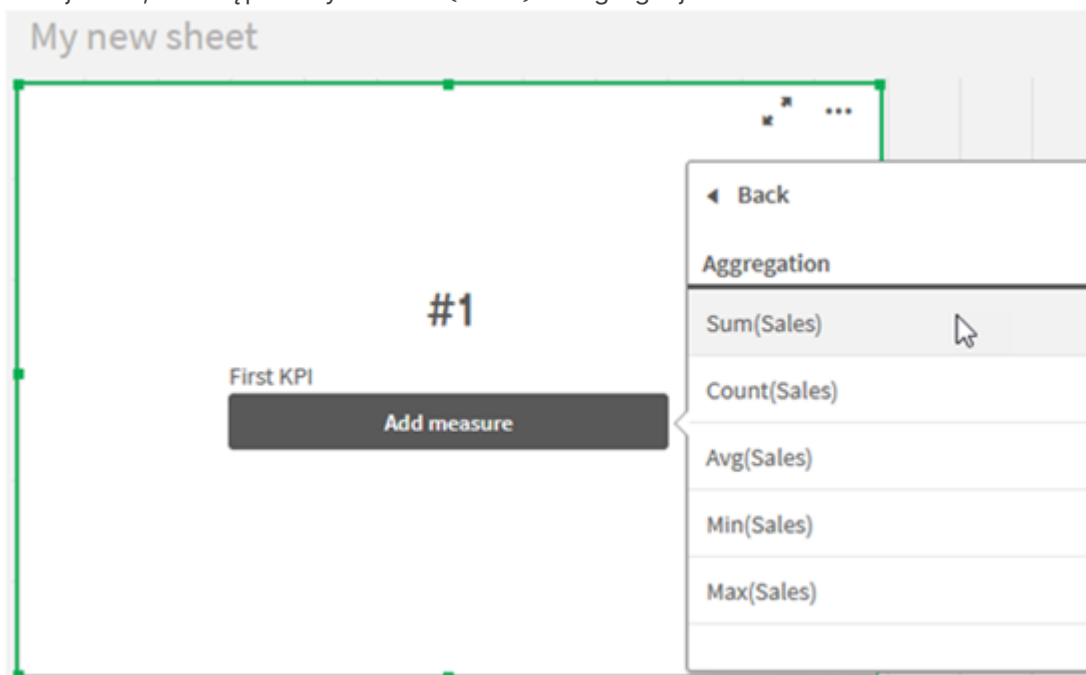 My new sheet
Back
Aggregation
#1
Sum(Sales)
First KPI
Count(Sales)
Add measure
Avg(Sales)
Min(Sales)
Max(Sales)